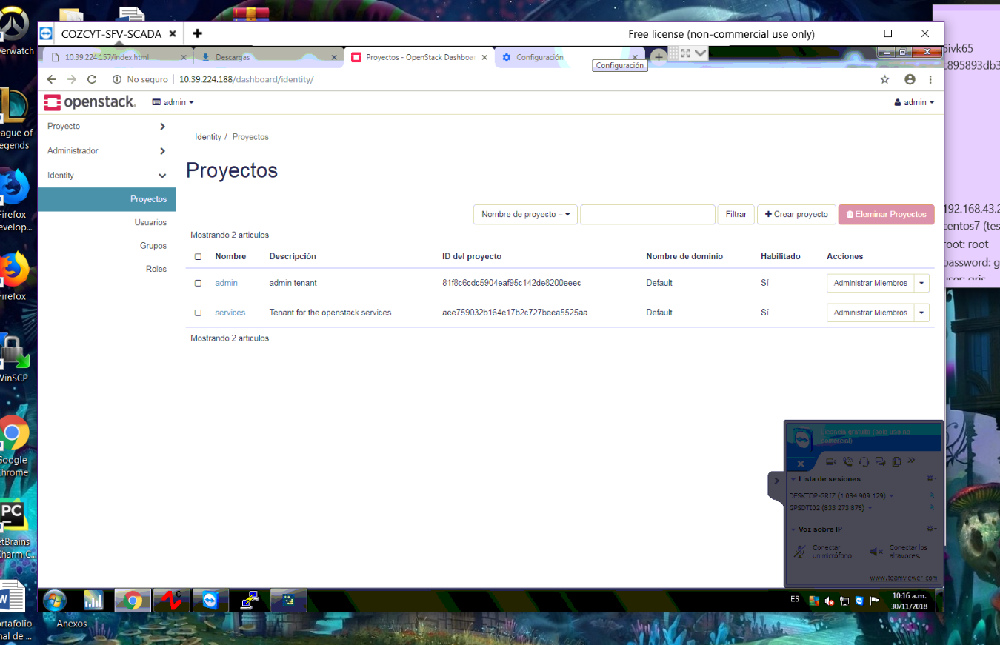 COZCYT-SFV-SCADA
Free license (non-commercial use only)
10.39.224.157/index.html
Descargas
Proyectos - OpenStack Dashboar
Configuración
Configuración
No seguro
10.39.224.188/dashboard/identity/
openstack.
admin
admin
Proyecto
Administrador
Identity
Proyectos
Usuarios
Grupos
Roles
Identity / Proyectos
Proyectos
Nombre de proyecto =
Filtrar
Crear proyecto
Eleminar Proyectos
Mostrando 2 articulos
Nombre Descripción ID del proyecto Nombre de dominio Habilitado Acciones
admin admin tenant 81f8c6cdc5904eaf95c142de8200eeec Default Sí Administrar Miembros
services Tenant for the openstack services aee759032b164e17b2c727beea5525aa Default Sí Administrar Miembros
Mostrando 2 articulos
Licencia gratuita (solo uso no
comercial)
Lista de sesiones
DESKTOP-GRIZ (1 084 909 129)
GPSDTI02 (833 273 876)
Voz sobre IP
Conectar
un micrófono.
Conectar los
altavoces.
www.teamviewer.com
ES
10:16 a.m.
30/11/2018
erwatch
ague of
egends
Firefox
evelop...
Firefox
WinSCP
Google
Chrome
PC
etBrains
Charm C...
ortafolio
nal de ...
Anexos
5ivk65
c895893db3
192.168.43.2
centos7 (tes
root: root
password: g
user: gris